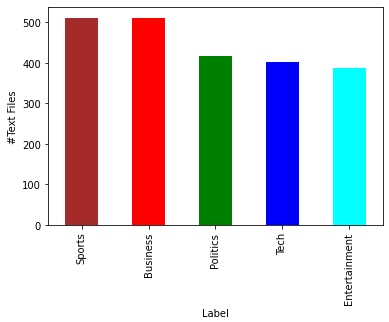 #Text Files
500
400
300
200
100
0
Sports
Business
Politics
Tech
Entertainment
Label